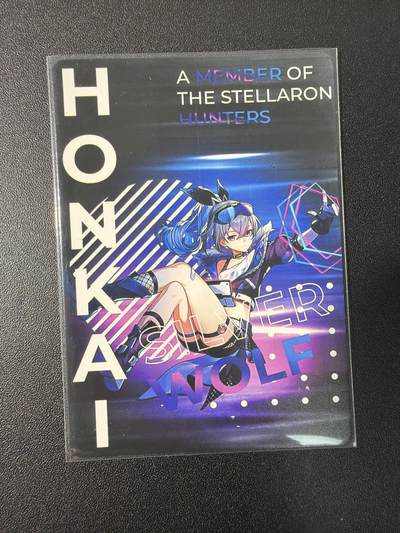 HONKAI
A MEMBER OF
THE STELLARON
HUNTERS
SILVER
WOLF